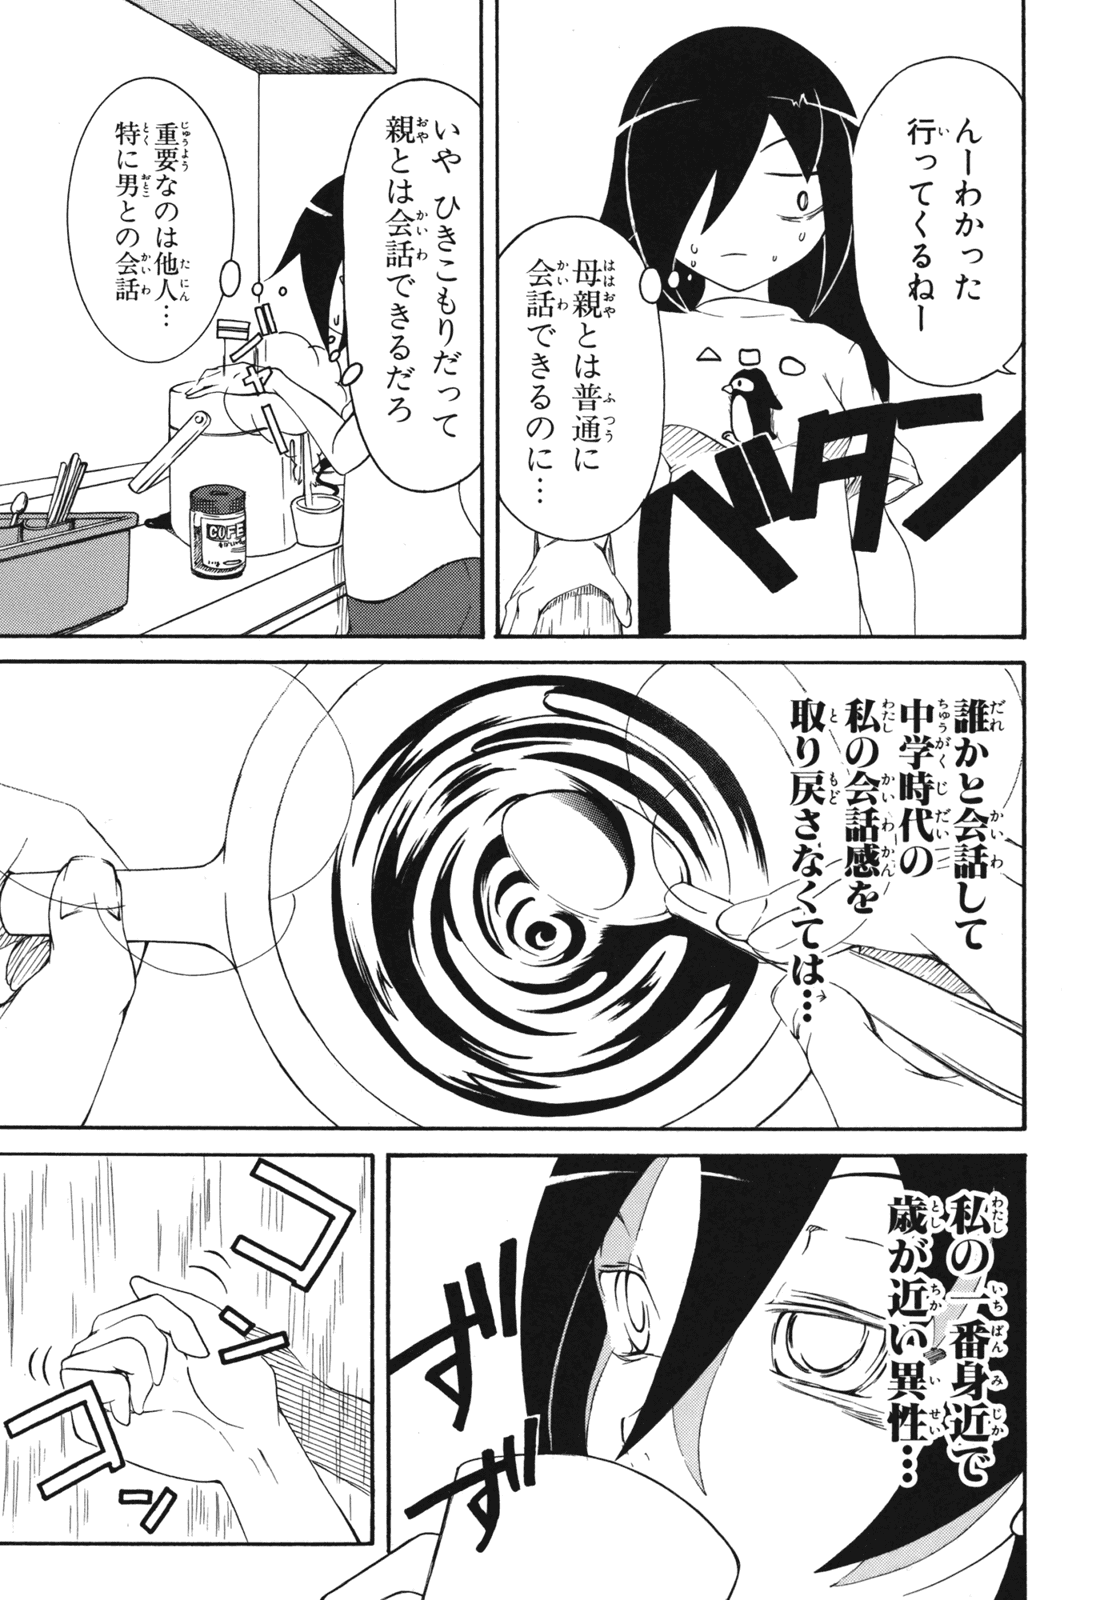 んーわかった
行ってくるねー
母親とは普通に
会話できるのに…
バタン
いや ひきこもりだって
親とは会話できるだろ
重要なのは他人…
特に男との会話
キャ
COFE
誰かと会話して
中学時代の
私の会話感を
取り戻さなくては…
私の一番身近で
歳が近い異性…
ずずっ
コン
コン